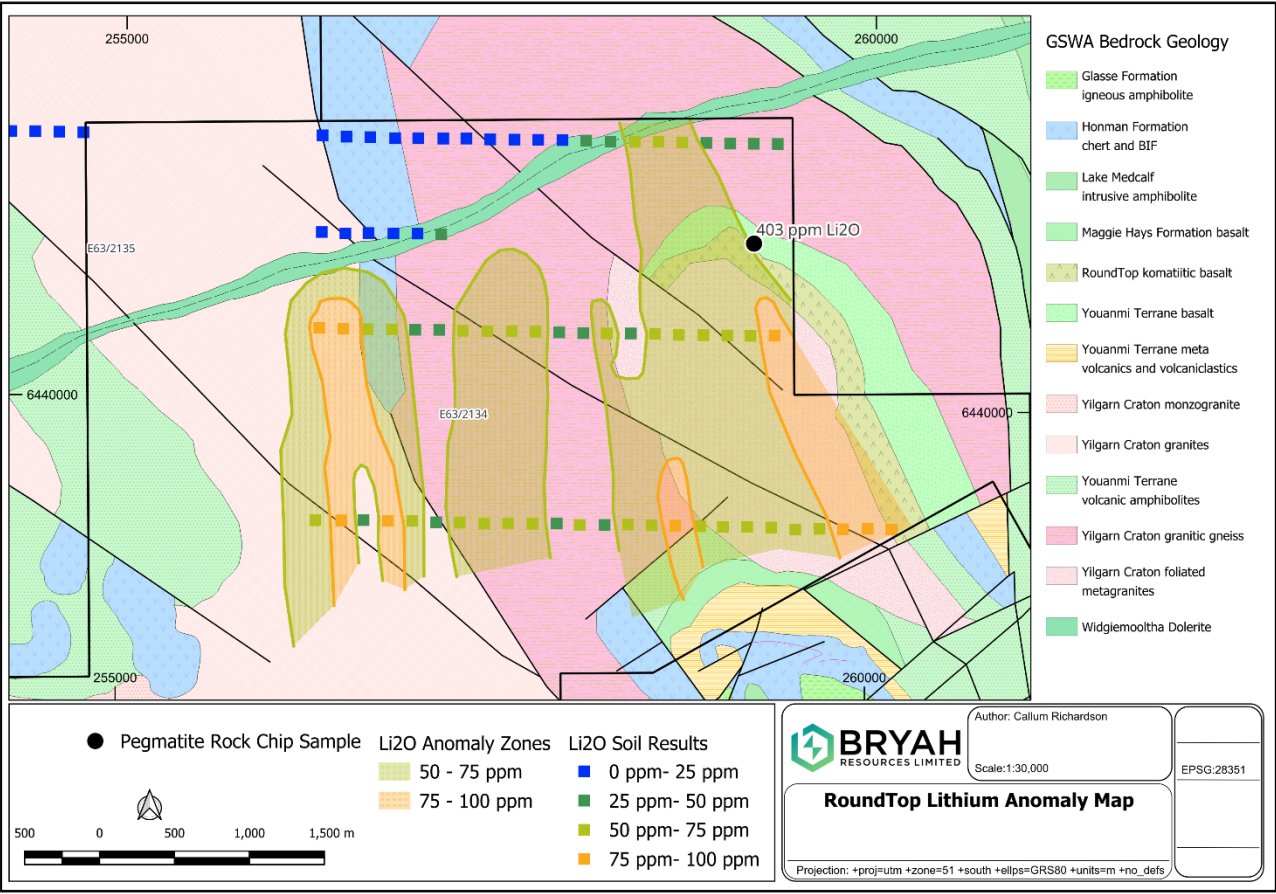 255000
260000
E63/2135
403 ppm Li2O
6440000
E63/2134
6440000
255000
260000
GSWA Bedrock Geology
Glasse Formation
igneous amphibolite
Honman Formation
chert and BIF
Lake Medcalf
intrusive amphibolite
Maggie Hays Formation basalt
RoundTop komatiitic basalt
Youanmi Terrane basalt
Youanmi Terrane meta
volcanics and volcaniclastics
Yilgarn Craton monzogranite
Yilgarn Craton granites
Youanmi Terrane
volcanic amphibolites
Yilgarn Craton granitic gneiss
Yilgarn Craton foliated
metagranites
Widgiemooltha Dolerite
Pegmatite Rock Chip Sample
500 0 500 1,000 1,500 m
Li2O Anomaly Zones
50 - 75 ppm
75 - 100 ppm
Li2O Soil Results
0 ppm- 25 ppm
25 ppm- 50 ppm
50 ppm- 75 ppm
75 ppm- 100 ppm
BRYAH
RESOURCES LIMITED
Author: Callum Richardson
Scale:1:30,000
EPSG:28351
RoundTop Lithium Anomaly Map
Projection: +proj=utm +zone=51 +south +ellps=GRS80 +units=m +no_defs